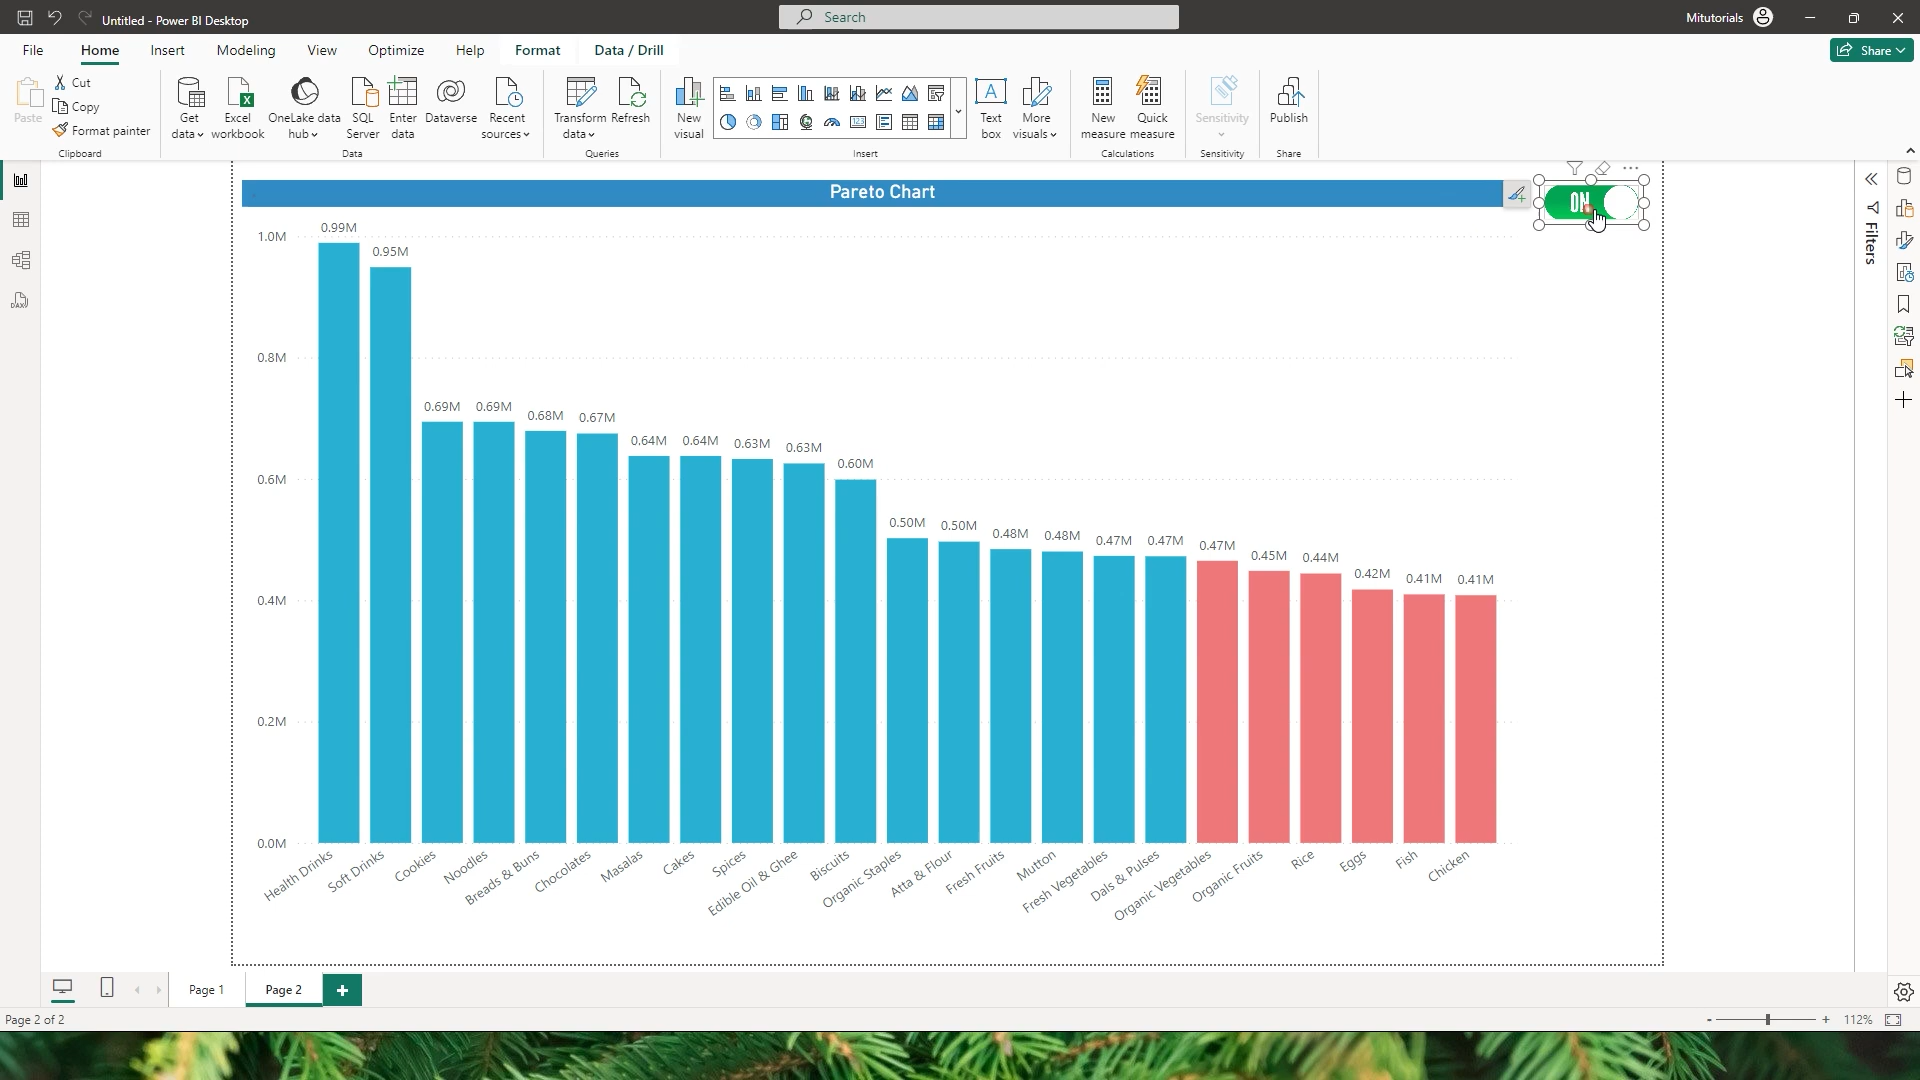 Untitled - Power BI Desktop
Search
Mitutorials
File Home Insert Modeling View Optimize Help Format Data / Drill
Share
Paste
Cut
Copy
Format painter
Clipboard
Get data
Excel workbook
OneLake data hub
SQL Server
Enter data
Dataverse
Recent sources
Data
Transform data
Refresh
Queries
New visual
Text box
More visuals
Insert
New measure
Quick measure
Calculations
Sensitivity
Sensitivity
Publish
Share
Pareto Chart
ON
Filters
DAX
1.0M
0.8M
0.6M
0.4M
0.2M
0.0M
0.99M
0.95M
0.69M
0.69M
0.68M
0.67M
0.64M
0.64M
0.63M
0.63M
0.60M
0.50M
0.50M
0.48M
0.48M
0.47M
0.47M
0.47M
0.45M
0.44M
0.42M
0.41M
0.41M
Health Drinks
Soft Drinks
Cookies
Noodles
Breads & Buns
Chocolates
Masalas
Cakes
Spices
Edible Oil & Ghee
Biscuits
Organic Staples
Atta & Flour
Fresh Fruits
Mutton
Fresh Vegetables
Dals & Pulses
Organic Vegetables
Organic Fruits
Rice
Eggs
Fish
Chicken
Page 1
Page 2
+
Page 2 of 2
- + 112%